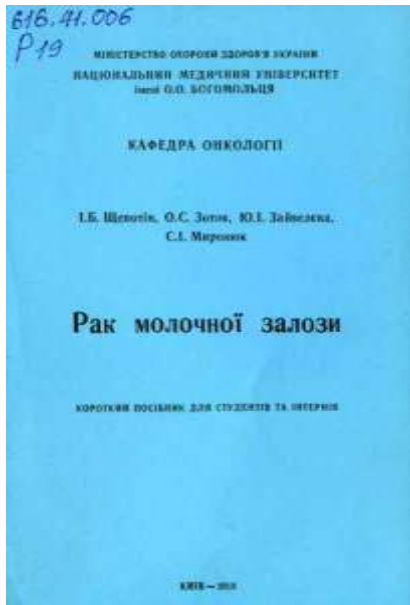 616.41.006
Р19
МІНІСТЕРСТВО ОХОРОНИ ЗДОРОВ'Я УКРАЇНИ
НАЦІОНАЛЬНИЙ МЕДИЧНИЙ УНІВЕРСИТЕТ
імені О.О. БОГОМОЛЬЦЯ
КАФЕДРА ОНКОЛОГІЇ
І.Б. Щепотін, О.С. Зотов, Ю.І.
С.І. Миронюк
Рак молочної залози
КОРОТКИЙ ПОСІБНИК ДЛЯ СТУДЕНТІВ ТА ІНТЕРНІВ
КИЇВ —